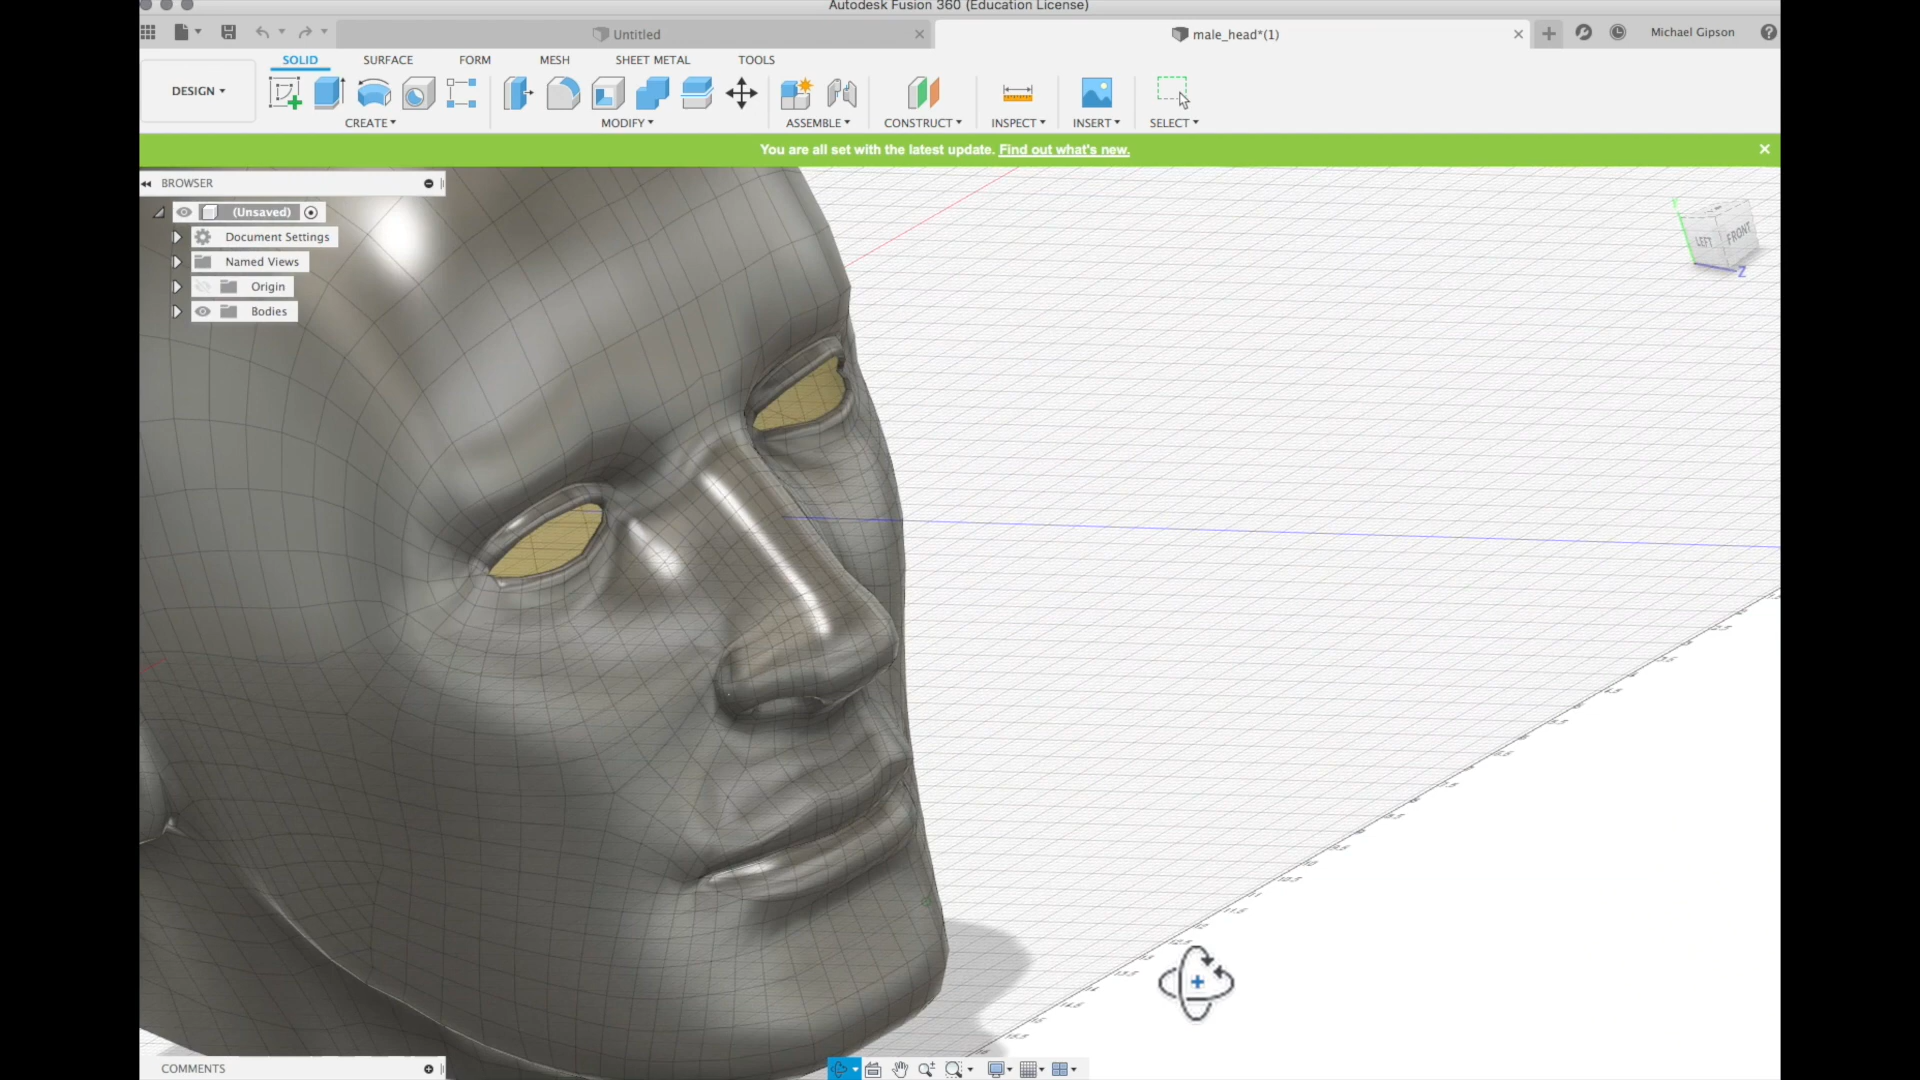 Autodesk Fusion 360 (Education License)
Untitled
male_head*(1)
Michael Gipson
SOLID SURFACE FORM MESH SHEET METAL TOOLS
DESIGN
CREATE MODIFY ASSEMBLE CONSTRUCT INSPECT INSERT SELECT
You are all set with the latest update. Find out what's new.
BROWSER
(Unsaved)
Document Settings
Named Views
Origin
Bodies
LEFT FRONT
Y
Z
COMMENTS